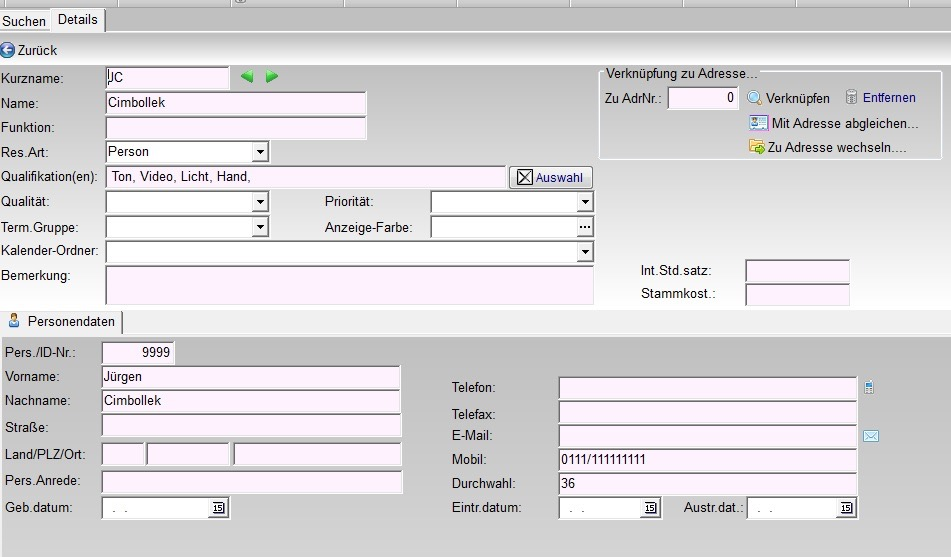 Suchen Details
Zurück
Kurzname: JC
Name: Cimbollek
Funktion:
Res.Art: Person
Qualifikation(en): Ton, Video, Licht, Hand, Auswahl
Qualität: Priorität:
Term.Gruppe: Anzeige-Farbe: ...
Kalender-Ordner:
Bemerkung:
Verknüpfung zu Adresse...
Zu AdrNr.: 0 Verknüpfen Entfernen
Mit Adresse abgleichen...
Zu Adresse wechseln....
Int.Std.satz:
Stammkost.:
Personendaten
Pers./ID-Nr.: 9999
Vorname: Jürgen
Nachname: Cimbollek
Straße:
Land/PLZ/Ort:
Pers.Anrede:
Geb.datum: . . 15
Telefon:
Telefax:
E-Mail:
Mobil: 0111/111111111
Durchwahl: 36
Eintr.datum: . . 15 Austr.dat.: . . 15